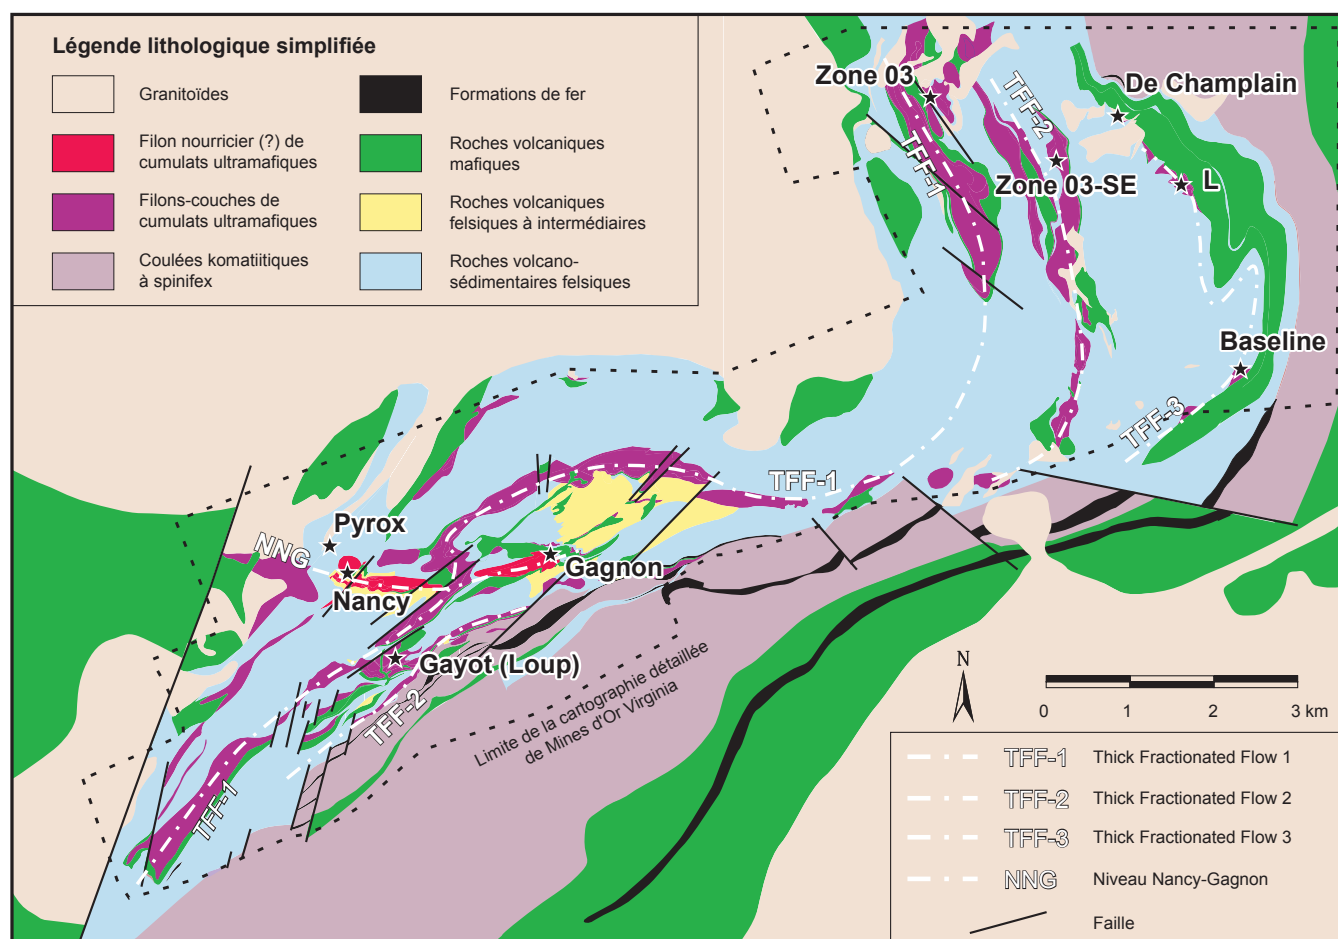 Légende lithologique simplifiée
Granitoïdes
Filon nourricier (?) de
cumulats ultramafiques
Filons-couches de
cumulats ultramafiques
Coulées komatiitiques
à spinifex
Formations de fer
Roches volcaniques
mafiques
Roches volcaniques
felsiques à intermédiaires
Roches volcano-
sédimentaires felsiques
Zone 03
TFF-1
TFF-2
De Champlain
Zone 03-SE
L
Baseline
TFF-3
TFF-1
Pyrox
NNG
Nancy
Gagnon
Gayot (Loup)
TFF-2
TFF-1
Limite de la cartographie détaillée
de Mines d'Or Virginia
N
0 1 2 3 km
TFF-1 Thick Fractionated Flow 1
TFF-2 Thick Fractionated Flow 2
TFF-3 Thick Fractionated Flow 3
NNG Niveau Nancy-Gagnon
Faille